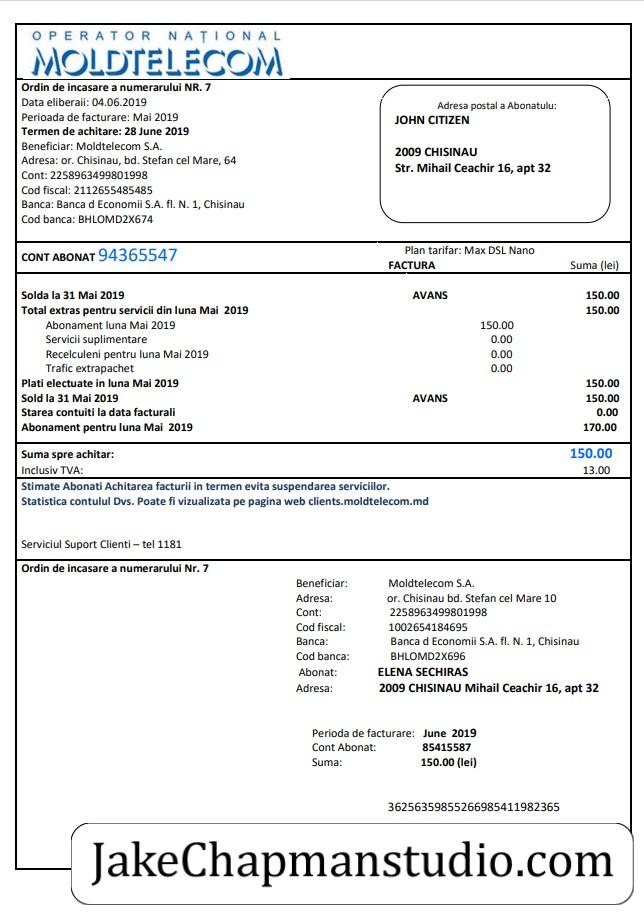 OPERATOR NAȚIONAL
MOLDTELECOM
Ordin de incasare a numerarului NR. 7
Data eliberaii: 04.06.2019
Perioada de facturare: Mai 2019
Termen de achitare: 28 June 2019
Beneficiar: Moldtelecom S.A.
Adresa: or. Chisinau, bd. Stefan cel Mare, 64
Cont: 2258963499801998
Cod fiscal: 2112655485485
Banca: Banca d Economii S.A. fl. N. 1, Chisinau
Cod banca: BHLOMD2X674
Adresa postal a Abonatulu:
JOHN CITIZEN
2009 CHISINAU
Str. Mihail Ceachir 16, apt 32
CONT ABONAT 94365547
Plan tarifar: Max DSL Nano
FACTURA Suma (lei)
Solda la 31 Mai 2019 AVANS 150.00
Total extras pentru servicii din luna Mai 2019 150.00
Abonament luna Mai 2019 150.00
Servicii suplimentare 0.00
Recelculeni pentru luna Mai 2019 0.00
Trafic extrapachet 0.00
Plati electuate in luna Mai 2019 150.00
Sold la 31 Mai 2019 AVANS 150.00
Starea contuiti la data facturali 0.00
Abonament pentru luna Mai 2019 170.00
Suma spre achitar: 150.00
Inclusiv TVA: 13.00
Stimate Abonati Achitarea facturii in termen evita suspendarea serviciilor.
Statistica contului Dvs. Poate fi vizualizata pe pagina web clients.moldtelecom.md
Serviciul Suport Clienti – tel 1181
Ordin de incasare a numerarului Nr. 7
Beneficiar: Moldtelecom S.A.
Adresa: or. Chisinau bd. Stefan cel Mare 10
Cont: 2258963499801998
Cod fiscal: 1002654184695
Banca: Banca d Economii S.A. fl. N. 1, Chisinau
Cod banca: BHLOMD2X696
Abonat: ELENA SECHIRAS
Adresa: 2009 CHISINAU Mihail Ceachir 16, apt 32
Perioda de facturare: June 2019
Cont Abonat: 85415587
Suma: 150.00 (lei)
36256359855266985411982365
JakeChapmanstudio.com